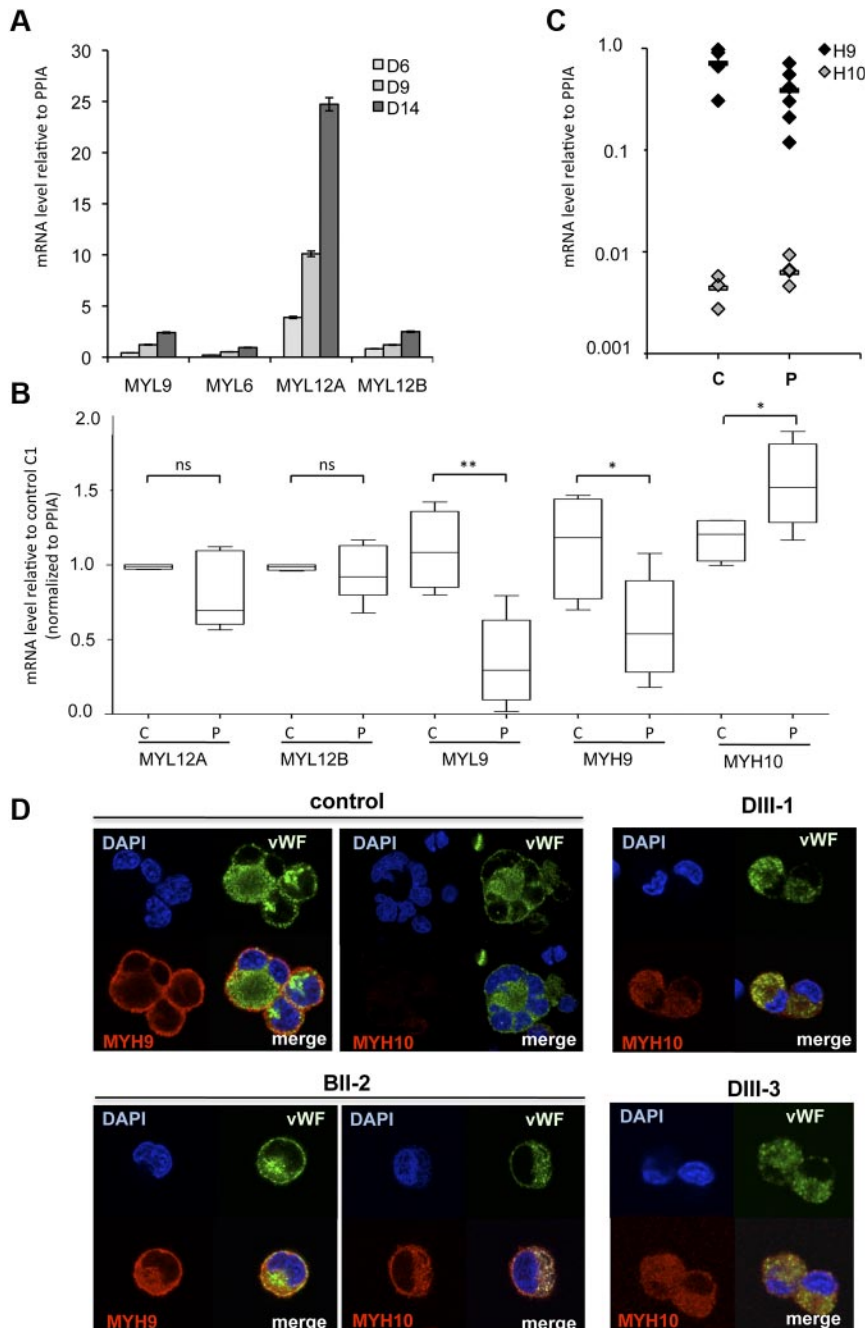 A
mRNA level relative to PPIA
30
25
20
15
10
5
0
D6
D9
D14
MYL9 MYL6 MYL12A MYL12B
C
mRNA level relative to PPIA
1.0
0.1
0.01
0.001
H9
H10
C P
B
mRNA level relative to control C1
(normalized to PPIA)
2.0
1.5
1.0
0.5
0.0
ns ns ** * *
C P C P C P C P C P
MYL12A MYL12B MYL9 MYH9 MYH10
D
control
DAPI vWF
MYH9 merge
DAPI vWF
MYH10 merge
DIII-1
DAPI vWF
MYH10 merge
BII-2
DAPI vWF
MYH9 merge
DAPI vWF
MYH10 merge
DIII-3
DAPI vWF
MYH10 merge